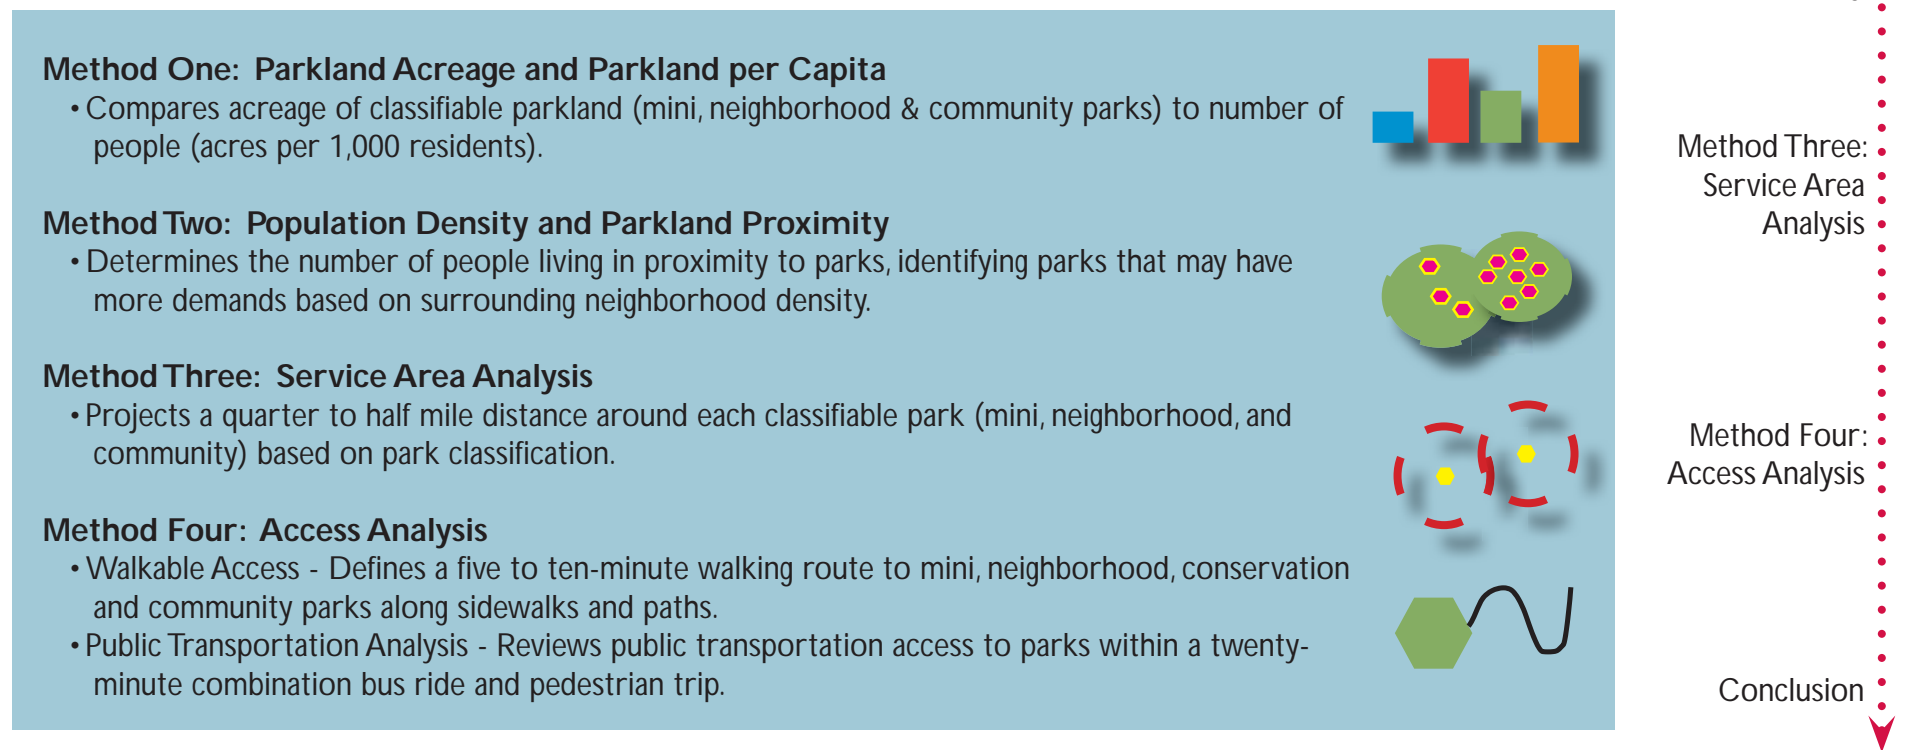 Method One: Parkland Acreage and Parkland per Capita
• Compares acreage of classifiable parkland (mini, neighborhood & community parks) to number of
people (acres per 1,000 residents).
Method Two: Population Density and Parkland Proximity
• Determines the number of people living in proximity to parks, identifying parks that may have
more demands based on surrounding neighborhood density.
Method Three: Service Area Analysis
• Projects a quarter to half mile distance around each classifiable park (mini, neighborhood, and
community) based on park classification.
Method Four: Access Analysis
• Walkable Access - Defines a five to ten-minute walking route to mini, neighborhood, conservation
and community parks along sidewalks and paths.
• Public Transportation Analysis - Reviews public transportation access to parks within a twenty-
minute combination bus ride and pedestrian trip.
Method Three:
Service Area
Analysis
Method Four:
Access Analysis
Conclusion